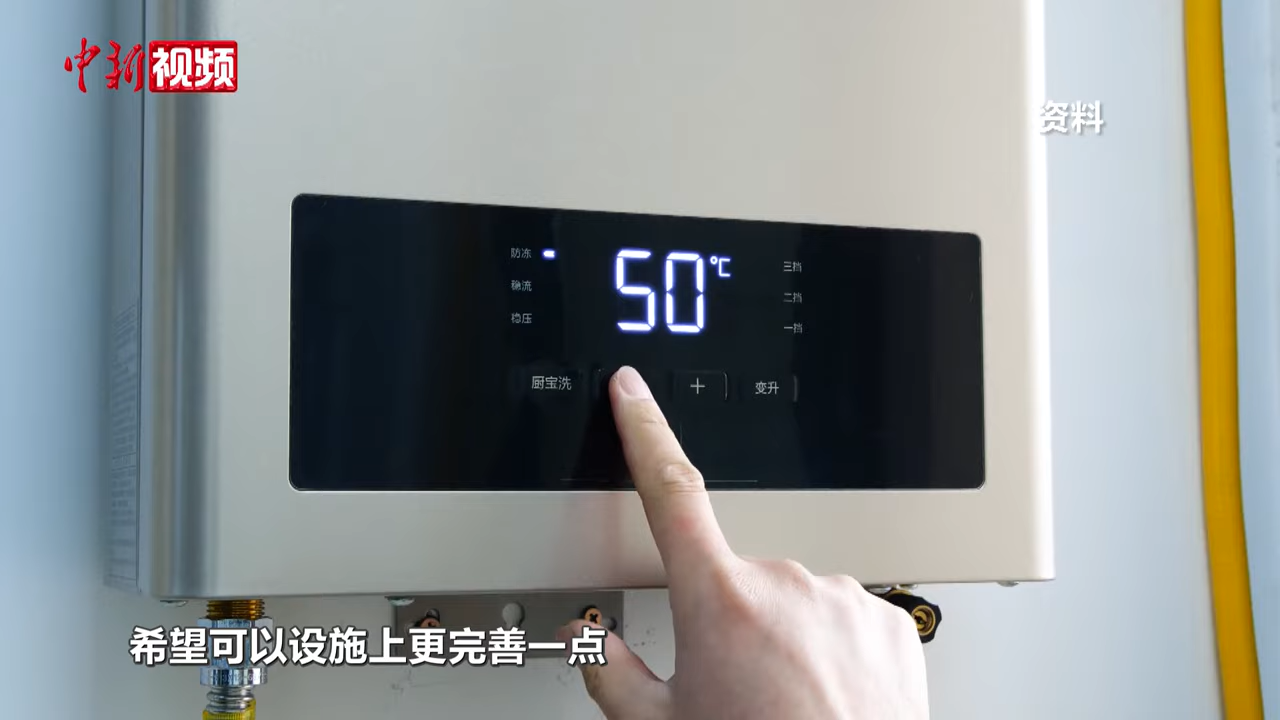 中新视频
资料
防冻
稳流
稳压
50℃
三挡
二挡
一挡
厨宝洗
+
变升
希望可以设施上更完善一点